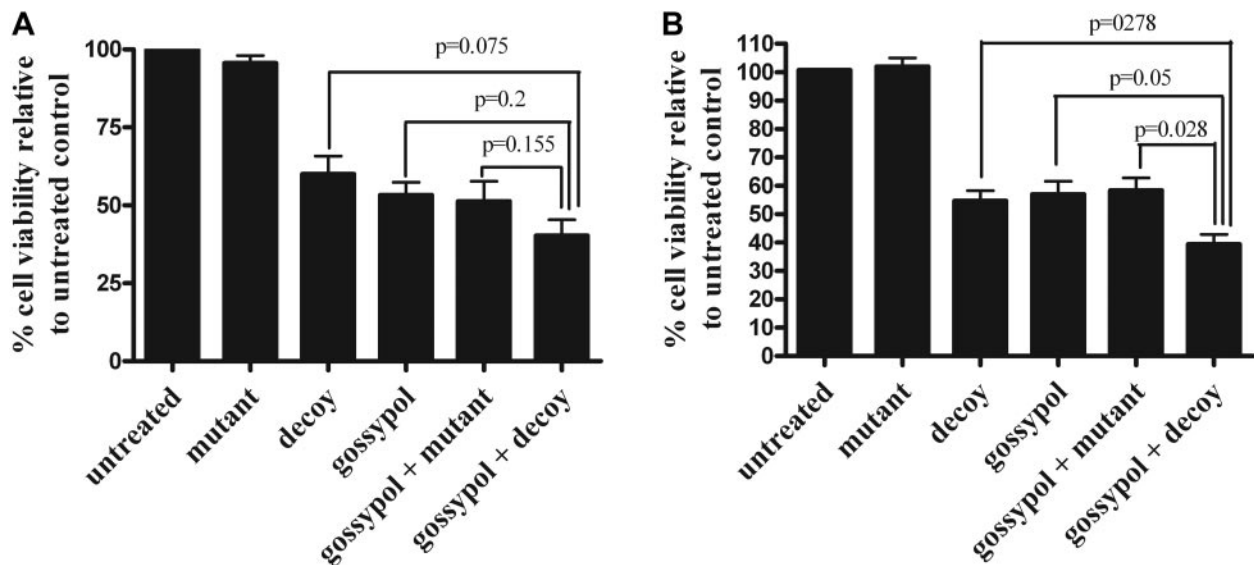 A
% cell viability relative
to untreated control
100
75
50
25
0
p=0.075
p=0.2
p=0.155
untreated
mutant
decoy
gossypol
gossypol + mutant
gossypol + decoy
B
% cell viability relative
to untreated control
110
100
90
80
70
60
50
40
30
20
10
0
p=0278
p=0.05
p=0.028
untreated
mutant
decoy
gossypol
gossypol + mutant
gossypol + decoy